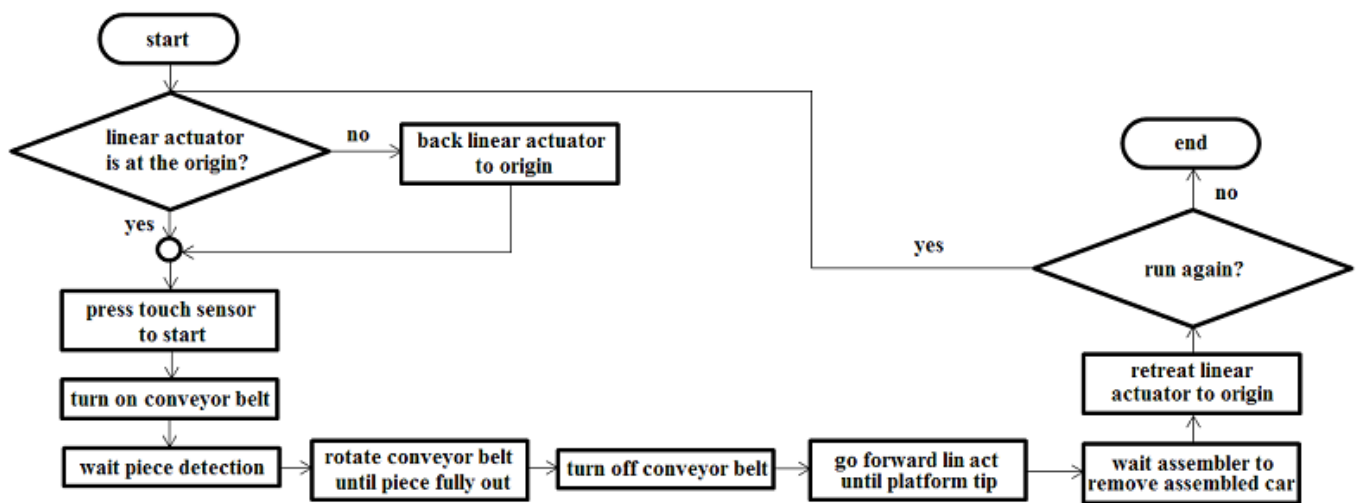 start
linear actuator
is at the origin?
no
back linear actuator
to origin
yes
press touch sensor
to start
turn on conveyor belt
wait piece detection
rotate conveyor belt
until piece fully out
turn off conveyor belt
go forward lin act
until platform tip
wait assembler to
remove assembled car
retreat linear
actuator to origin
run again?
yes
no
end